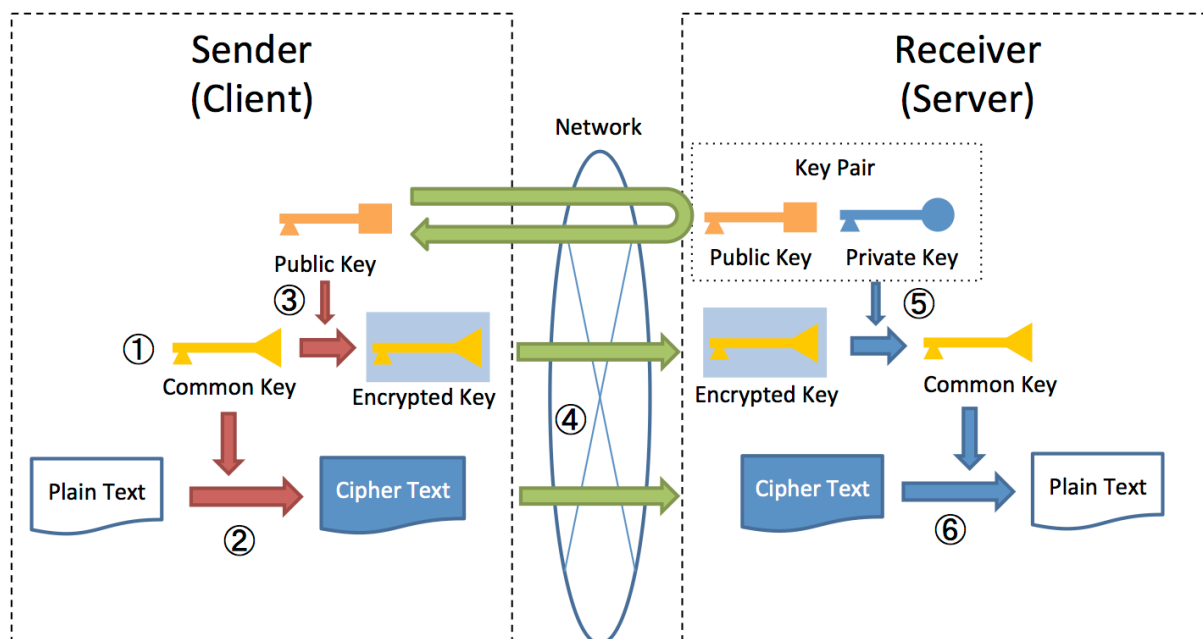 Sender
(Client)
Receiver
(Server)
Network
Key Pair
Public Key
Public Key
Private Key
③
⑤
①
Common Key
Encrypted Key
Encrypted Key
Common Key
④
Plain Text
Cipher Text
Cipher Text
Plain Text
②
⑥